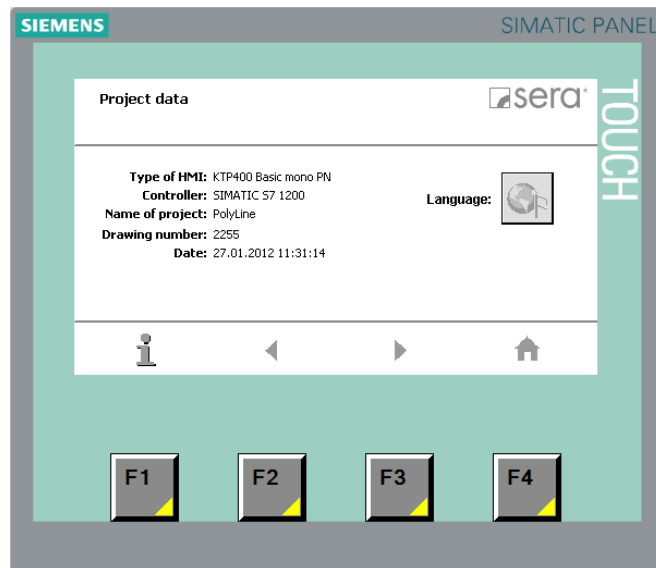 SIEMENS
SIMATIC PANEL
TOUCH
Project data
sera
Type of HMI: KTP400 Basic mono PN
Controller: SIMATIC S7 1200
Name of project: PolyLine
Drawing number: 2255
Date: 27.01.2012 11:31:14
Language:
F1
F2
F3
F4